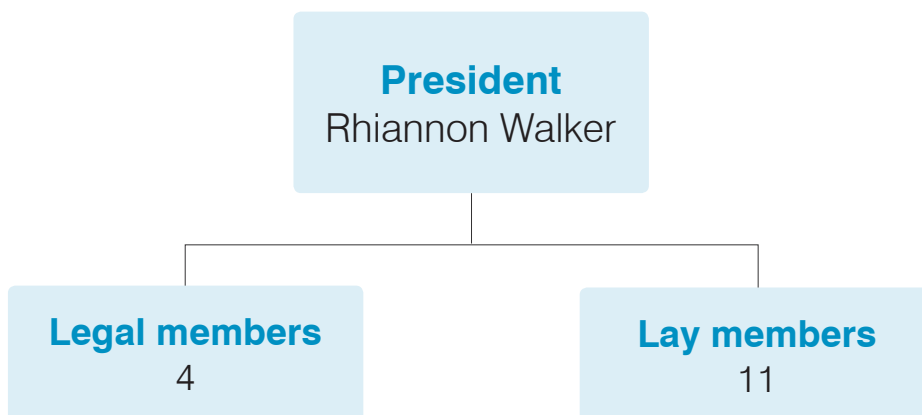 President
Rhiannon Walker
Legal members
4
Lay members
11